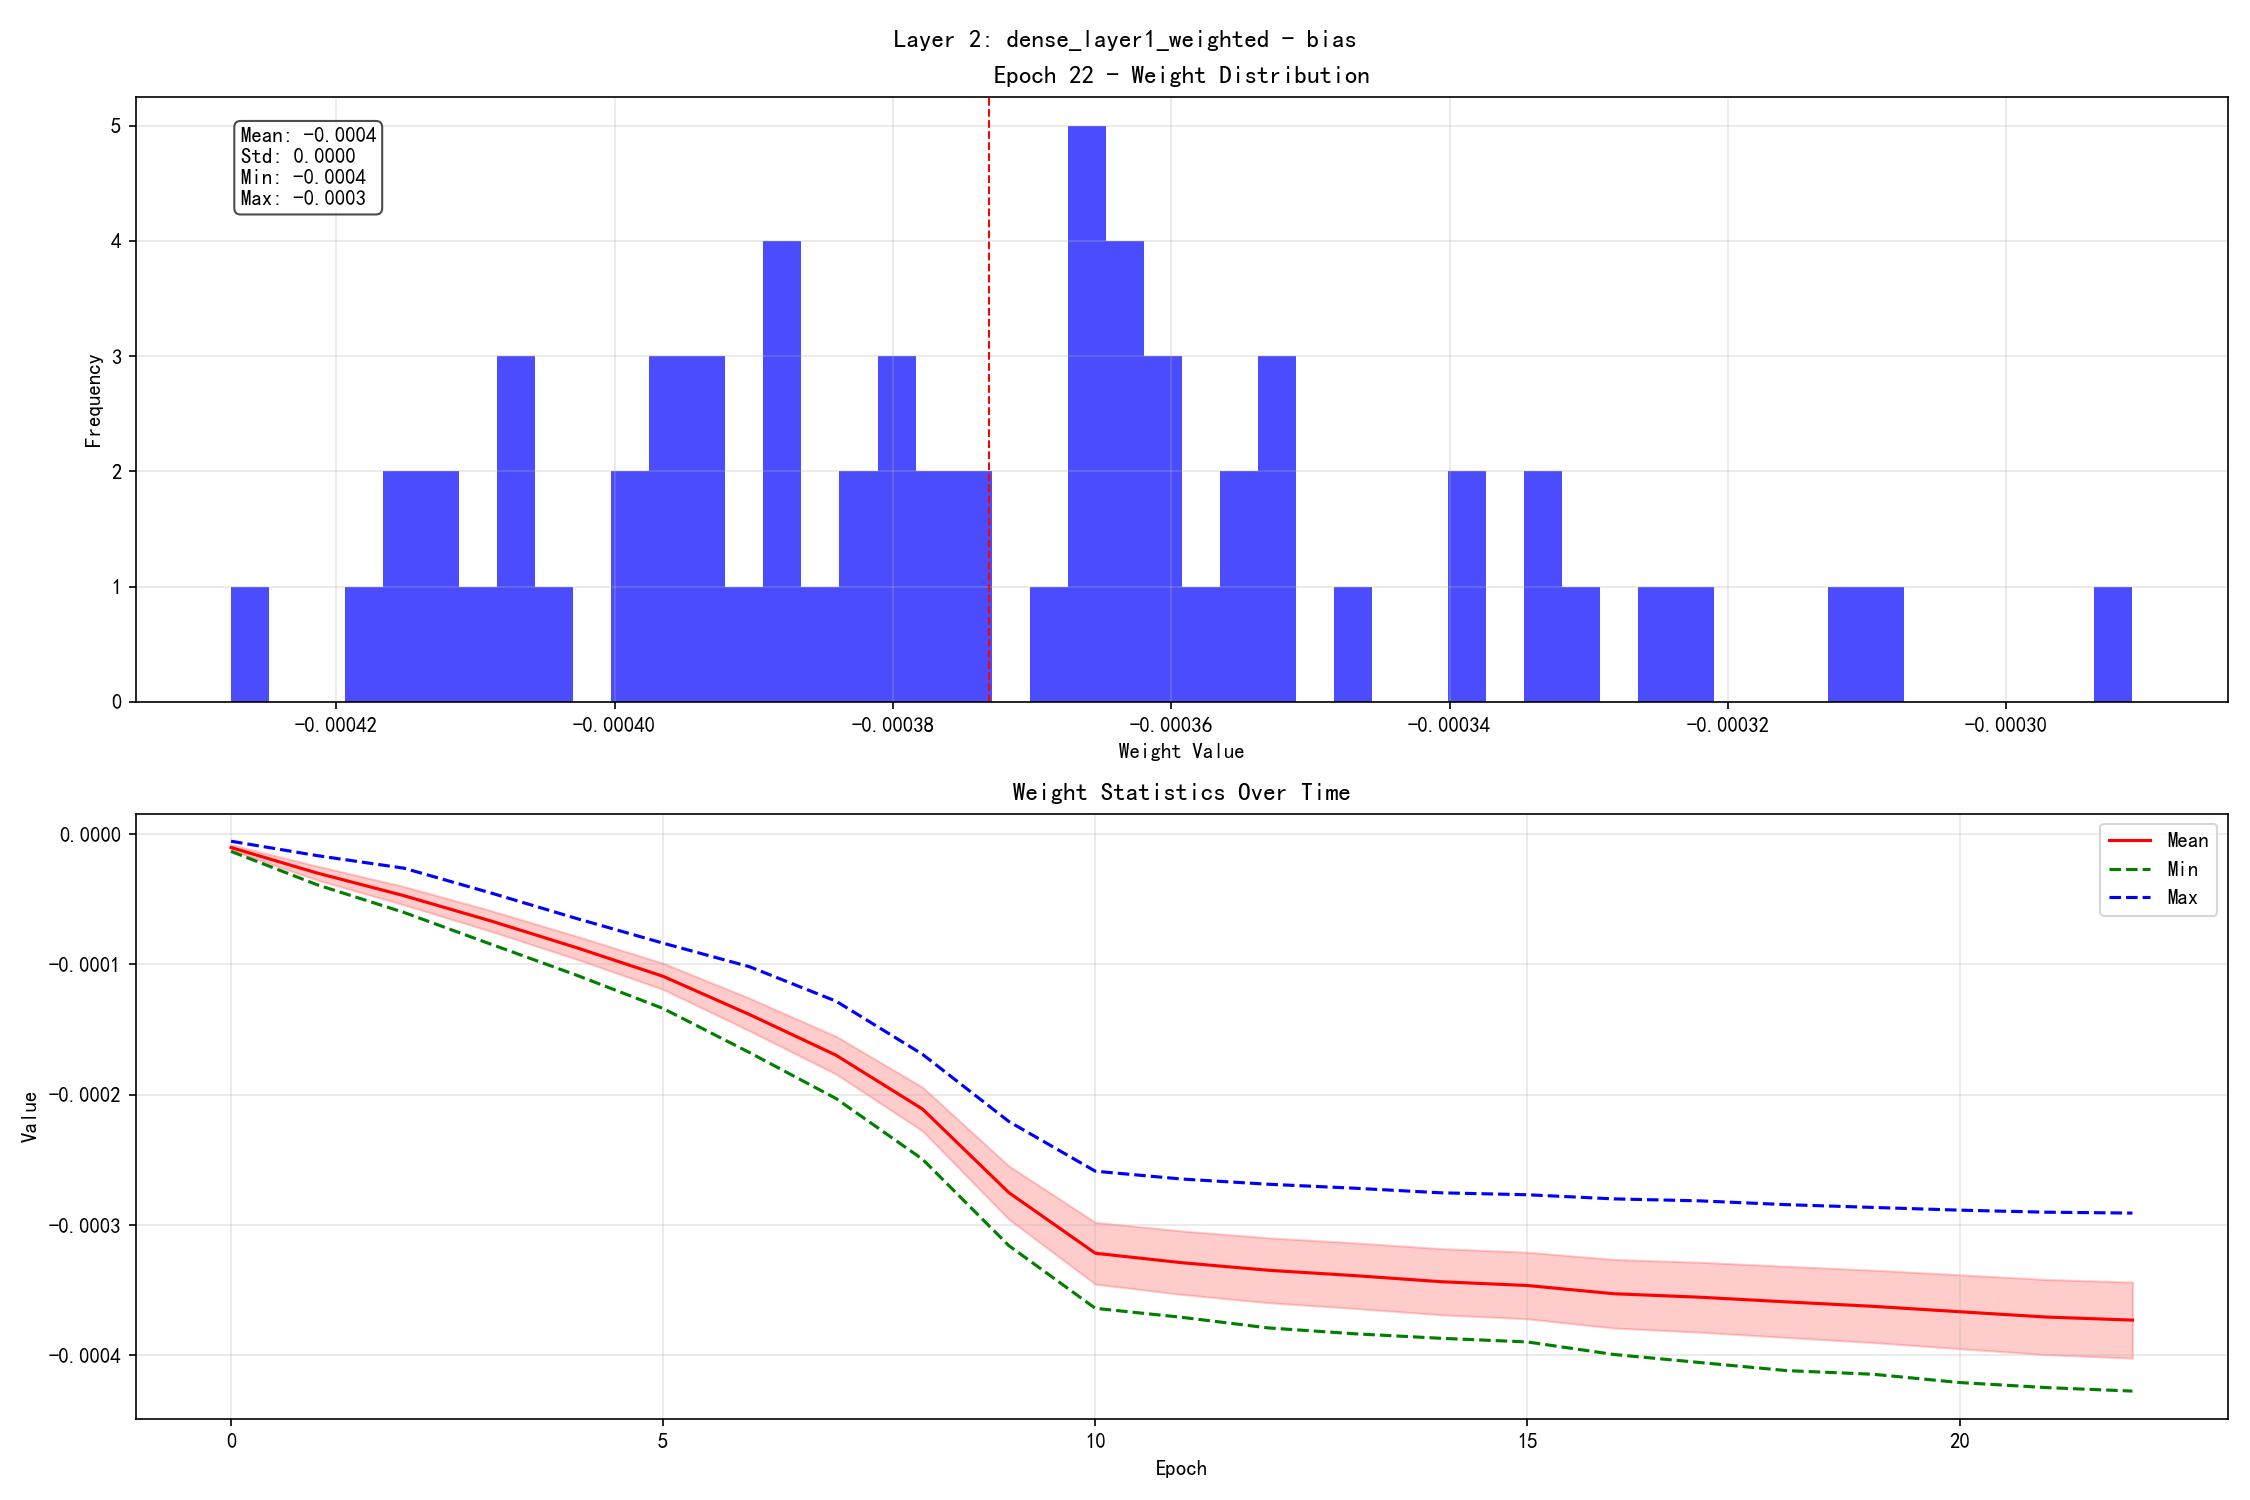 Layer 2: dense_layer1_weighted - bias
Epoch 22 - Weight Distribution
Mean: -0.0004
Std: 0.0000
Min: -0.0004
Max: -0.0003
5
4
3
2
1
0
Frequency
-0.00042 -0.00040 -0.00038 -0.00036 -0.00034 -0.00032 -0.00030
Weight Value
Weight Statistics Over Time
Mean
Min
Max
0.0000
-0.0001
-0.0002
-0.0003
-0.0004
Value
0 5 10 15 20
Epoch